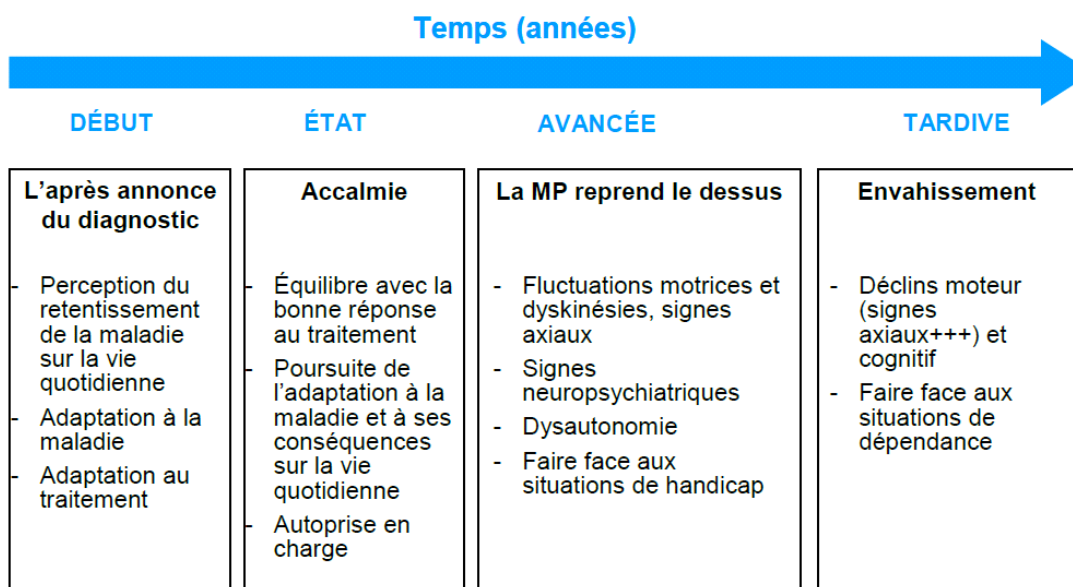 Temps (années)
DÉBUT
ÉTAT
AVANCÉE
TARDIVE
L'après annonce
du diagnostic
- Perception du
retentissement
de la maladie
sur la vie
quotidienne
- Adaptation à la
maladie
- Adaptation au
traitement
Accalmie
- Équilibre avec la
bonne réponse
au traitement
- Poursuite de
l'adaptation à la
maladie et à ses
conséquences
sur la vie
quotidienne
- Autoprise en
charge
La MP reprend le dessus
- Fluctuations motrices et
dyskinésies, signes
axiaux
- Signes
neuropsychiatriques
- Dysautonomie
- Faire face aux
situations de handicap
Envahissement
- Déclins moteur
(signes
axiaux+++) et
cognitif
- Faire face aux
situations de
dépendance